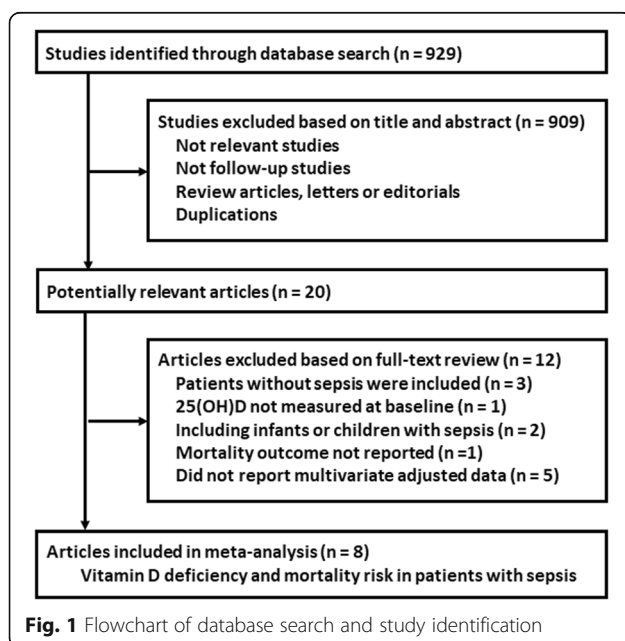 Studies identified through database search (n = 929)
Studies excluded based on title and abstract (n = 909)
Not relevant studies
Not follow-up studies
Review articles, letters or editorials
Duplications
Potentially relevant articles (n = 20)
Articles excluded based on full-text review (n = 12)
Patients without sepsis were included (n = 3)
25(OH)D not measured at baseline (n = 1)
Including infants or children with sepsis (n = 2)
Mortality outcome not reported (n =1)
Did not report multivariate adjusted data (n = 5)
Articles included in meta-analysis (n = 8)
Vitamin D deficiency and mortality risk in patients with sepsis
Fig. 1 Flowchart of database search and study identification